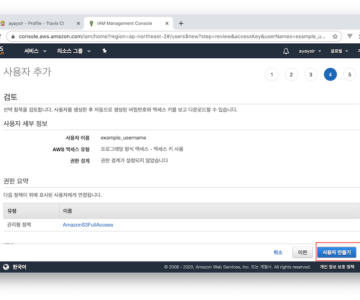 ayaysir - Profile - Travis CI
IAM Management Console
console.aws.amazon.com/iam/home?region=ap-northeast-2#/users$new?step=review&accessKey&userNames=example_u...
서비스 리소스 그룹 ayaysir 글로벌
사용자 추가
1 2 3 4 5
검토
선택 항목을 검토합니다. 사용자를 생성한 후 자동으로 생성된 비밀번호와 액세스 키를 보고 다운로드할 수 있습니다.
사용자 세부 정보
사용자 이름 example_username
AWS 액세스 유형 프로그래밍 방식 액세스 - 액세스 키 사용
권한 경계 권한 경계가 설정되지 않았습니다
권한 요약
다음 정책이 위에 표시된 사용자에게 연결됩니다.
유형 이름
관리형 정책 AmazonS3FullAccess
취소 이전 사용자 만들기
한국어 © 2008 - 2020, Amazon Web Services, Inc. 또는 계열사. All rights reserved. 개인 정보 보호 정책